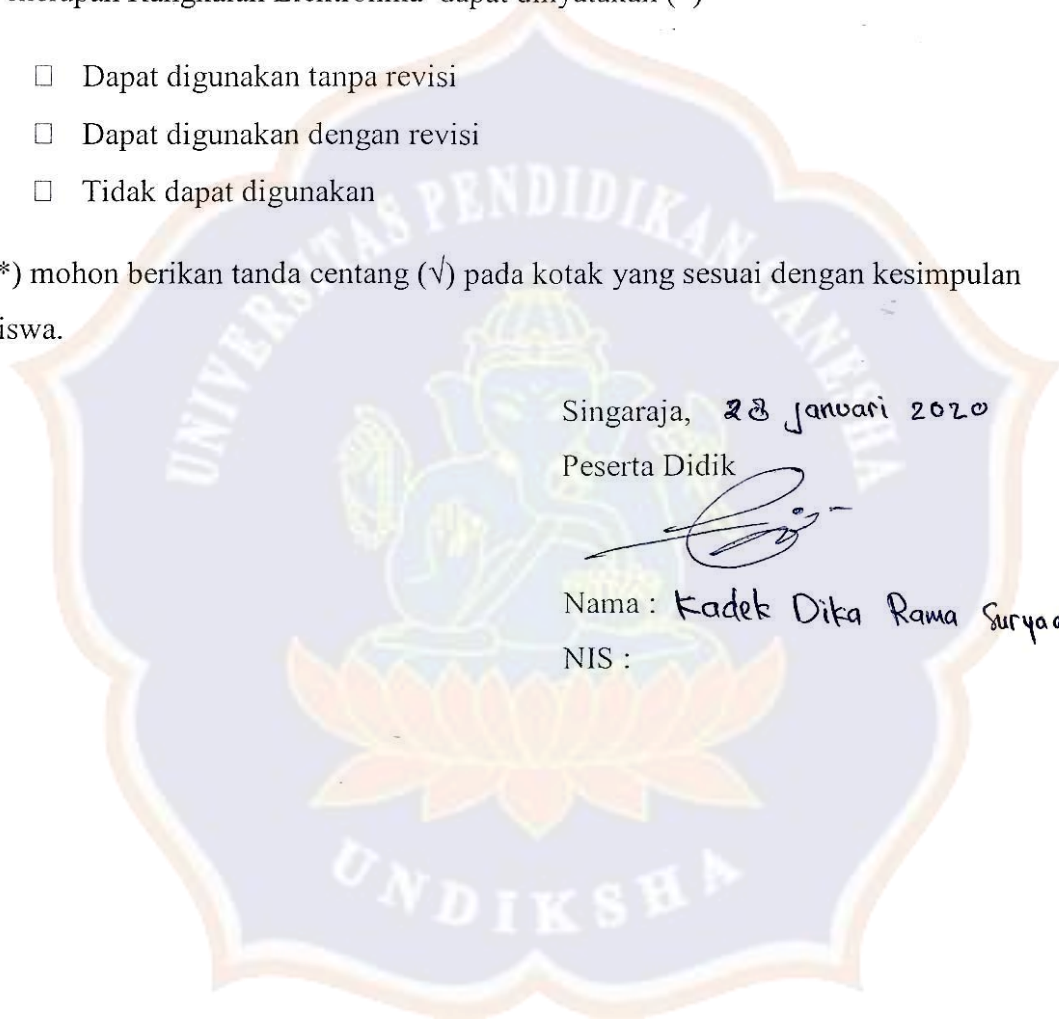 Dapat digunakan tanpa revisi
Dapat digunakan dengan revisi
Tidak dapat digunakan
*) mohon berikan tanda centang (√) pada kotak yang sesuai dengan kesimpulan
iswa.
Singaraja, 28 Januari 2020
Peserta Didik
Nama : Kadek Dika Rama
NIS :
UNIVERSITAS PENDIDIKAN GANESHA
UNDIKSHA